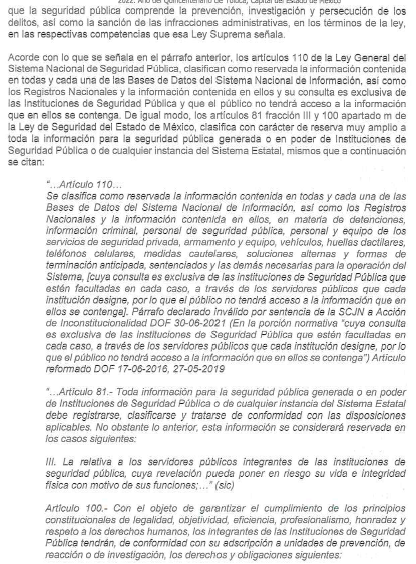 2022. Año del Quincentenario de Toluca, Capital del Estado de México
que la seguridad pública comprende la prevención, investigación y persecución de los
delitos, así como la sanción de las infracciones administrativas, en los términos de la ley,
en las respectivas competencias que esa Ley Suprema señala.
Acorde con lo que se señala en el párrafo anterior, los artículos 110 de la Ley General del
Sistema Nacional de Seguridad Pública, clasifican como reservada la información contenida
en todas y cada una de las Bases de Datos del Sistema Nacional de Información, así como
los Registros Nacionales y la información contenida en ellos y su consulta es exclusiva de
las Instituciones de Seguridad Pública y que el público no tendrá acceso a la información
que en ellos se contenga. De igual modo, los artículos 81 fracción III y 100 apartado m de
la Ley de Seguridad del Estado de México, clasifica con carácter de reserva muy amplio a
toda la información para la seguridad pública generada o en poder de Instituciones de
Seguridad Pública o de cualquier instancia del Sistema Estatal, mismos que a continuación
se citan:
"...Artículo 110...
Se clasifica como reservada la información contenida en todas y cada una de las
Bases de Datos del Sistema Nacional de Información, así como los Registros
Nacionales y la información contenida en ellos, en materia de detenciones,
información criminal, personal de seguridad pública, personal y equipo de los
servicios de seguridad privada, armamento y equipo, vehículos, huellas dactilares,
teléfonos celulares, medidas cautelares, soluciones alternas y formas de
terminación anticipada, sentenciados y las demás necesarias para la operación del
Sistema, [cuya consulta es exclusiva de las Instituciones de Seguridad Pública que
están facultadas en cada caso, a través de los servidores públicos que cada
institución designe, por lo que el público no tendrá acceso a la información que en
ellos se contenga]. Párrafo declarado inválido por sentencia de la SCJN a Acción
de Inconstitucionalidad DOF 30-06-2021 (En la porción normativa "cuya consulta
es exclusiva de las instituciones de Seguridad Pública que estén facultadas en
cada caso, a través de los servidores públicos que cada institución designe, por lo
que el público no tendrá acceso a la información que en ellos se contenga") Artículo
reformado DOF 17-06-2016, 27-05-2019
"...Artículo 81.- Toda información para la seguridad pública generada o en poder
de Instituciones de Seguridad Pública o de cualquier instancia del Sistema Estatal
debe registrarse, clasificarse y tratarse de conformidad con las disposiciones
aplicables. No obstante lo anterior, esta información se considerará reservada en
los casos siguientes:
III. La relativa a los servidores públicos integrantes de las instituciones de
seguridad pública, cuya revelación pueda poner en riesgo su vida e integridad
física con motivo de sus funciones;..." (sic)
Artículo 100.- Con el objeto de garantizar el cumplimiento de los principios
constitucionales de legalidad, objetividad, eficiencia, profesionalismo, honradez y
respeto a los derechos humanos, los integrantes de las Instituciones de Seguridad
Pública tendrán, de conformidad con su adscripción a unidades de prevención, de
reacción o de investigación, los derechos y obligaciones siguientes: